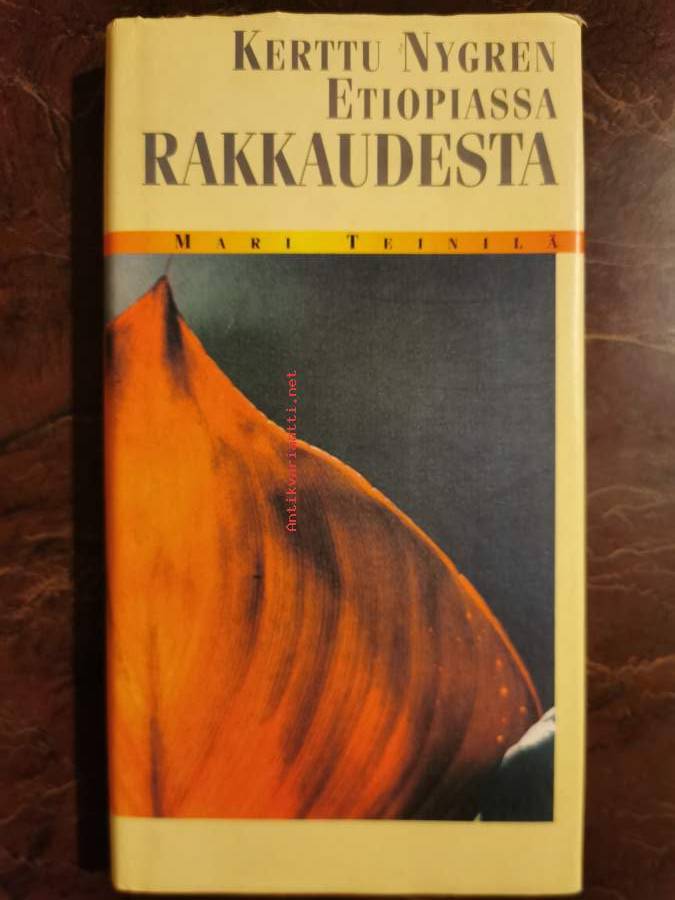 KERTTU NYGREN
ETIOPIASSA
RAKKAUDESTA
MARI TEINILÄ
Antikvariaatti.net